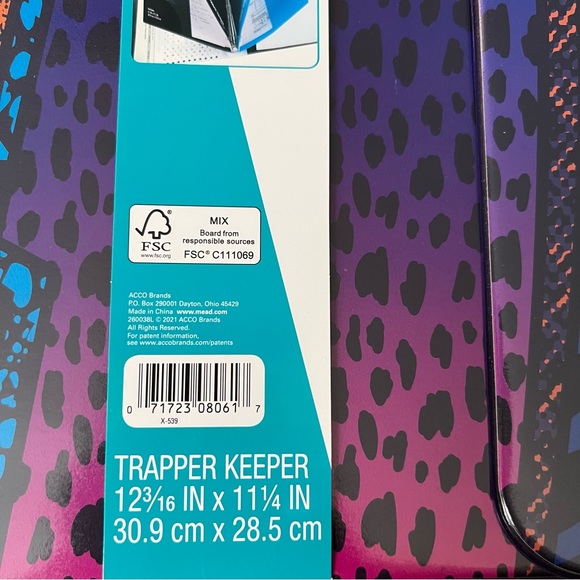 FSC®
www.fsc.org
MIX
Board from
responsible sources
FSC® C111069
ACCO Brands
P.O. Box 290001 Dayton, Ohio 45429
Made in China www.mead.com
260038L © 2021 ACCO Brands
All Rights Reserved.
For patent information,
see www.accobrands.com/patents
0 71723 08061 7
X-539
TRAPPER KEEPER
12 3/16 IN x 11 1/4 IN
30.9 cm x 28.5 cm